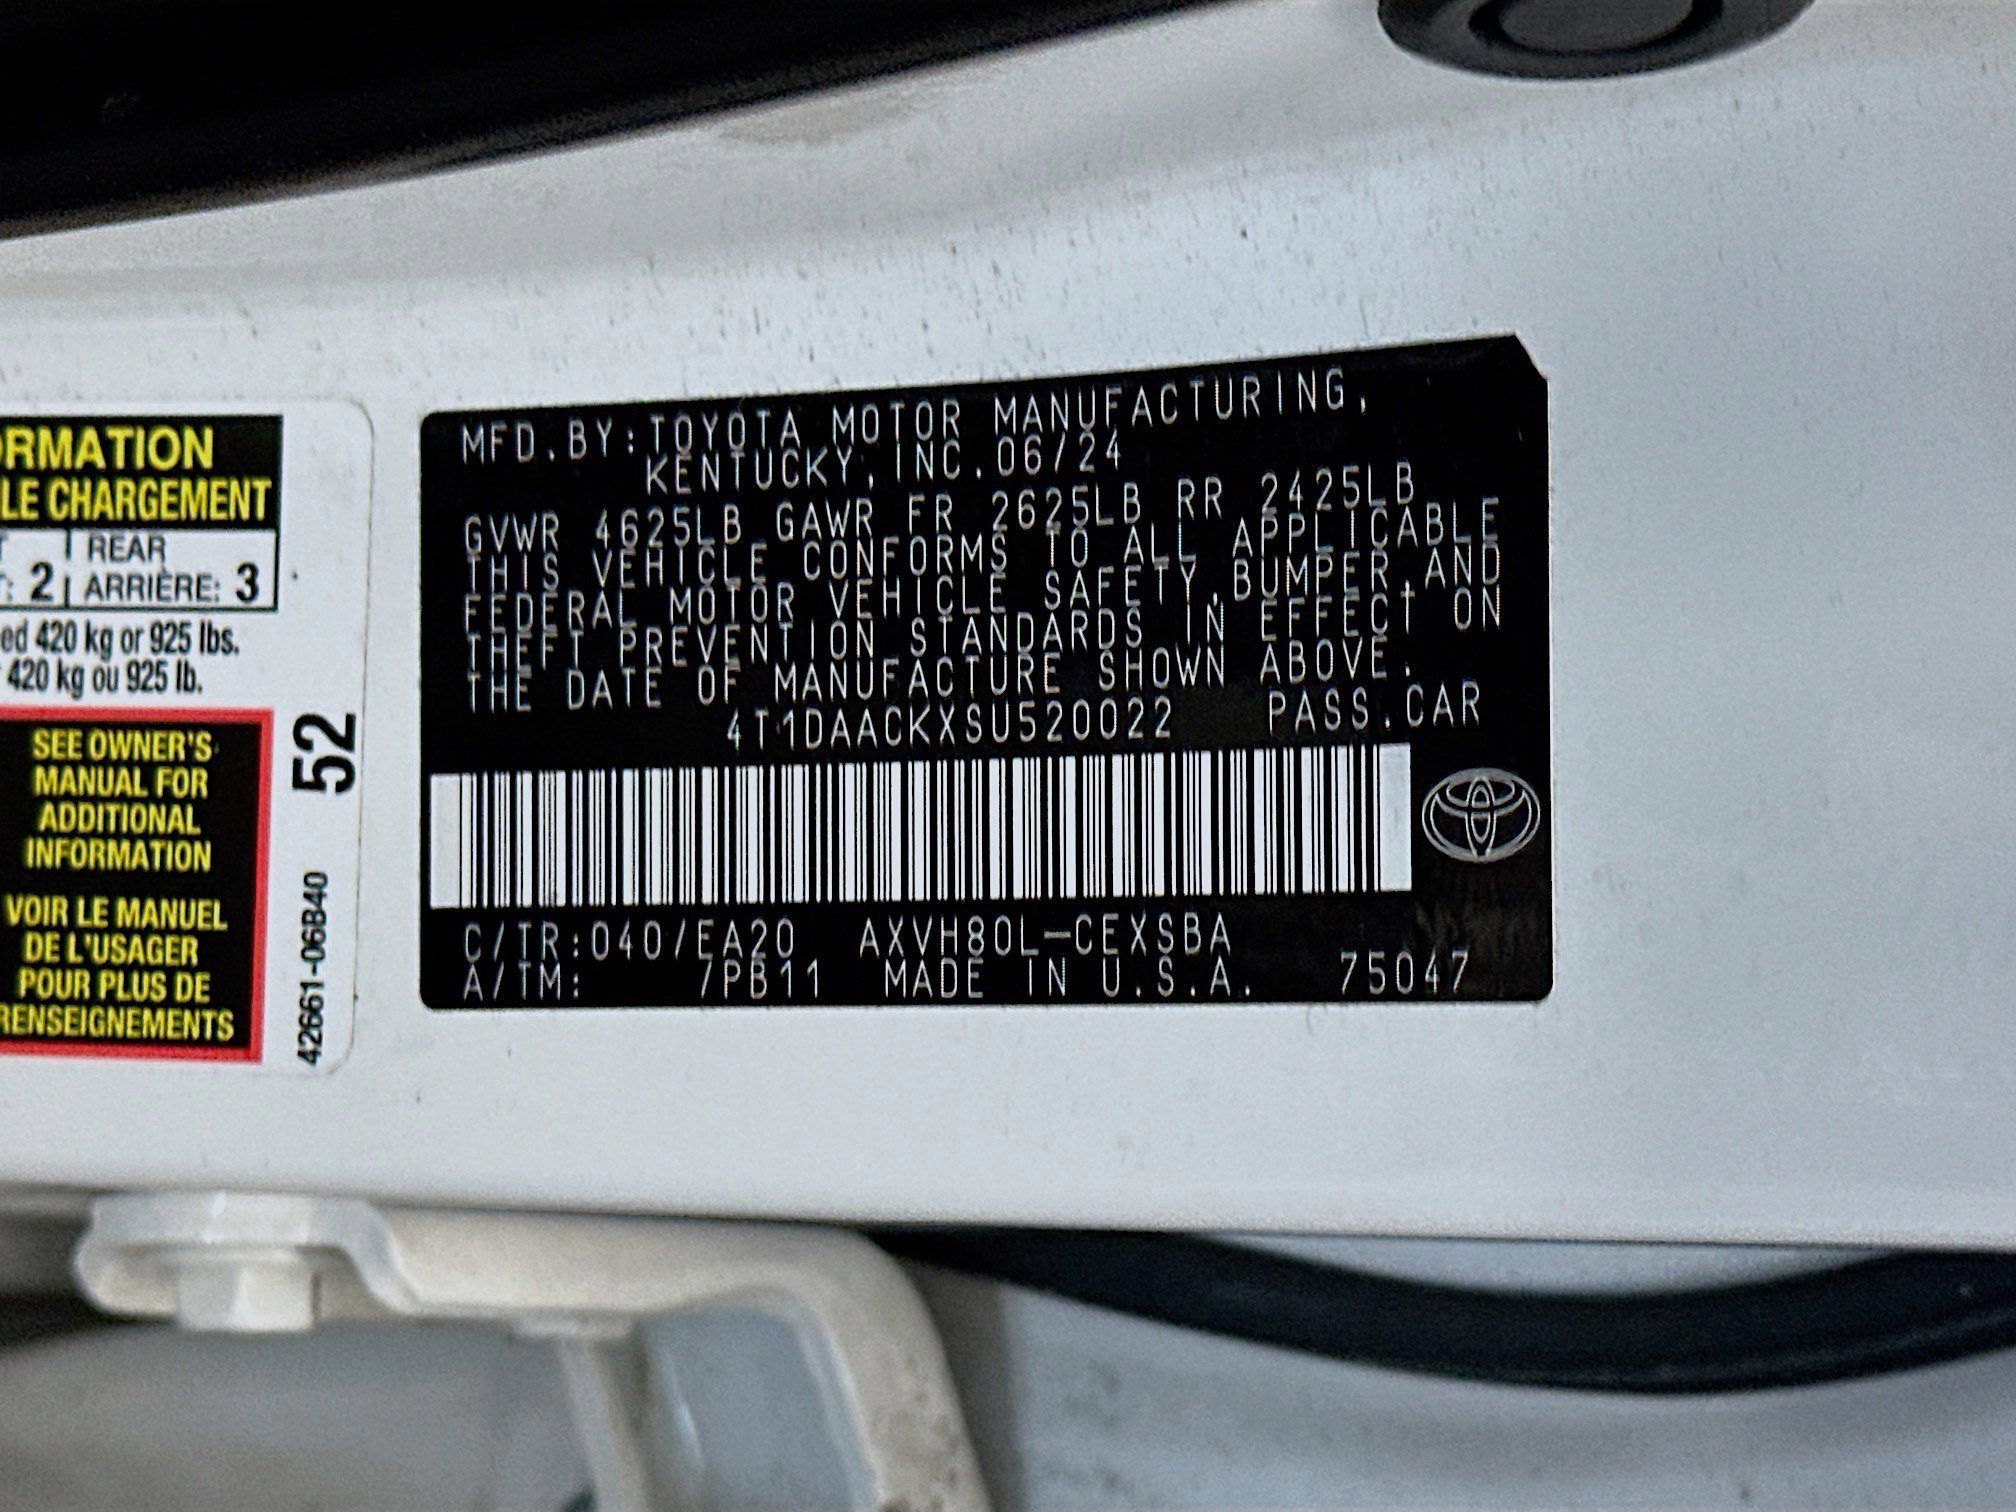 ORMATION
LE CHARGEMENT
REAR
: 2 ARRIÈRE: 3
ed 420 kg or 925 lbs.
420 kg ou 925 lb.
SEE OWNER'S
MANUAL FOR
ADDITIONAL
INFORMATION
VOIR LE MANUEL
DE L'USAGER
POUR PLUS DE
RENSEIGNEMENTS
52
42661-06B40
MFD.BY:TOYOTA MOTOR MANUFACTURING,
KENTUCKY,INC.06/24
GVWR 4625LB GAWR FR 2625LB RR 2425LB
THIS VEHICLE CONFORMS TO ALL APPLICABLE
FEDERAL MOTOR VEHICLE SAFETY,BUMPER,AND
THEFT PREVENTION STANDARDS IN EFFECT ON
THE DATE OF MANUFACTURE SHOWN ABOVE.
4T1DAACKXSU520022 PASS.CAR
C/TR:040/EA20 AXVH80L-CEXSBA
A/TM: 7PB11 MADE IN U.S.A. 75047